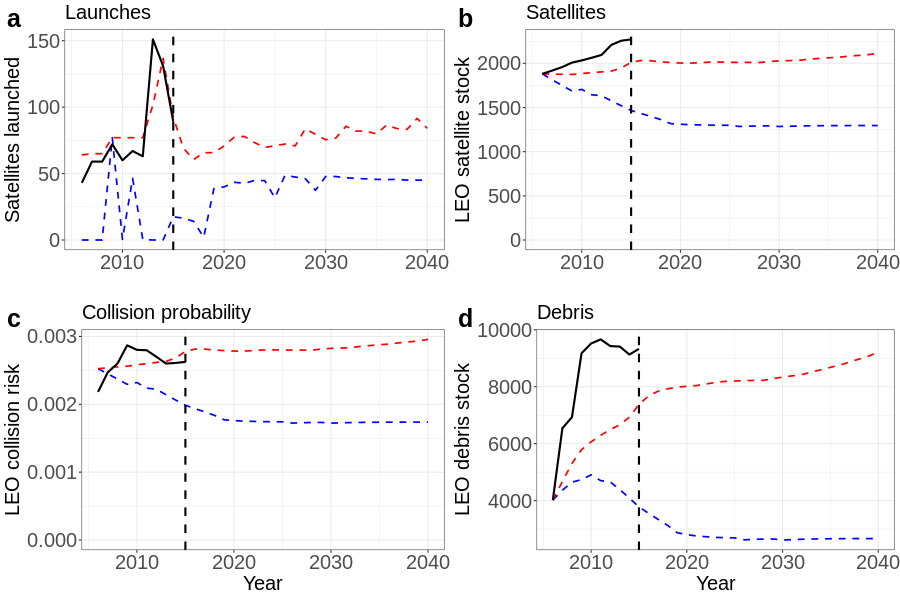 a Launches
Satellites launched
150
100
50
0
2010 2020 2030 2040
b Satellites
LEO satellite stock
2000
1500
1000
500
0
2010 2020 2030 2040
c Collision probability
LEO collision risk
0.003
0.002
0.001
0.000
2010 2020 2030 2040
Year
d Debris
LEO debris stock
10000
8000
6000
4000
2010 2020 2030 2040
Year